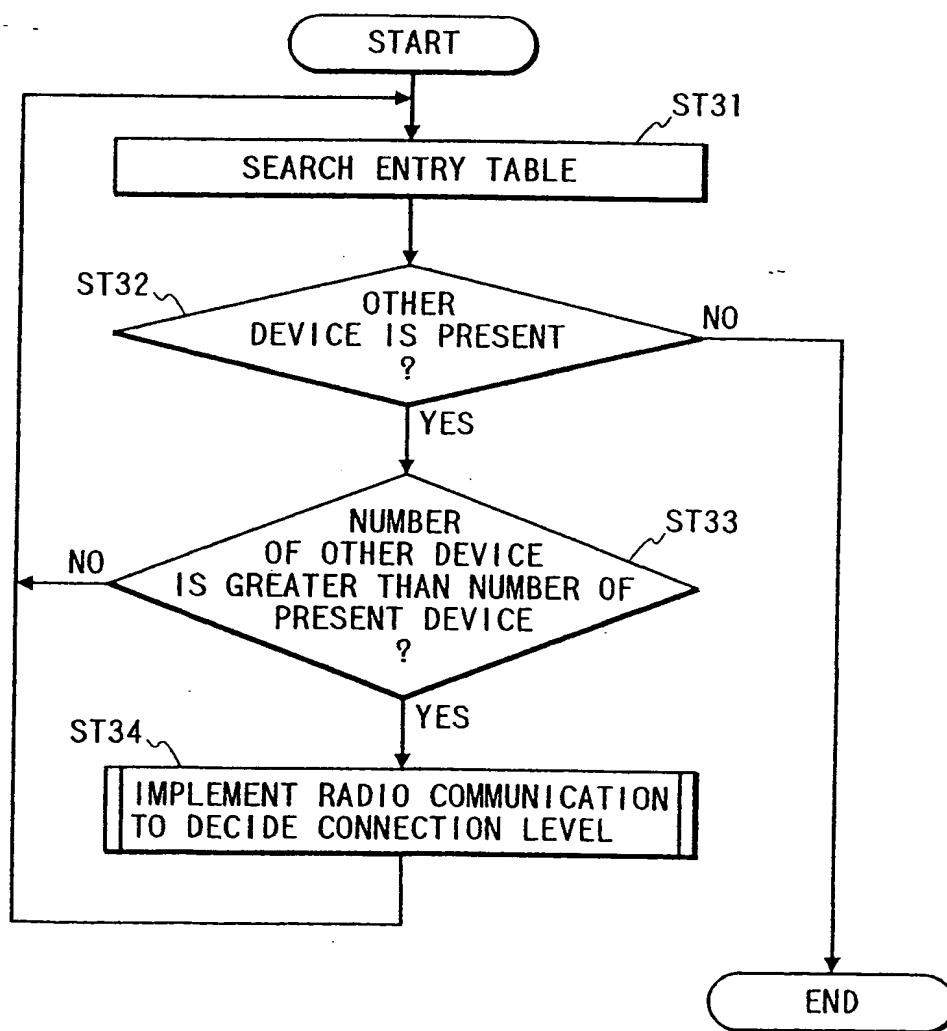 START
ST31
SEARCH ENTRY TABLE
ST32
OTHER
DEVICE IS PRESENT
?
NO
YES
NUMBER
OF OTHER DEVICE
IS GREATER THAN NUMBER OF
PRESENT DEVICE
?
ST33
NO
YES
ST34
IMPLEMENT RADIO COMMUNICATION
TO DECIDE CONNECTION LEVEL
END